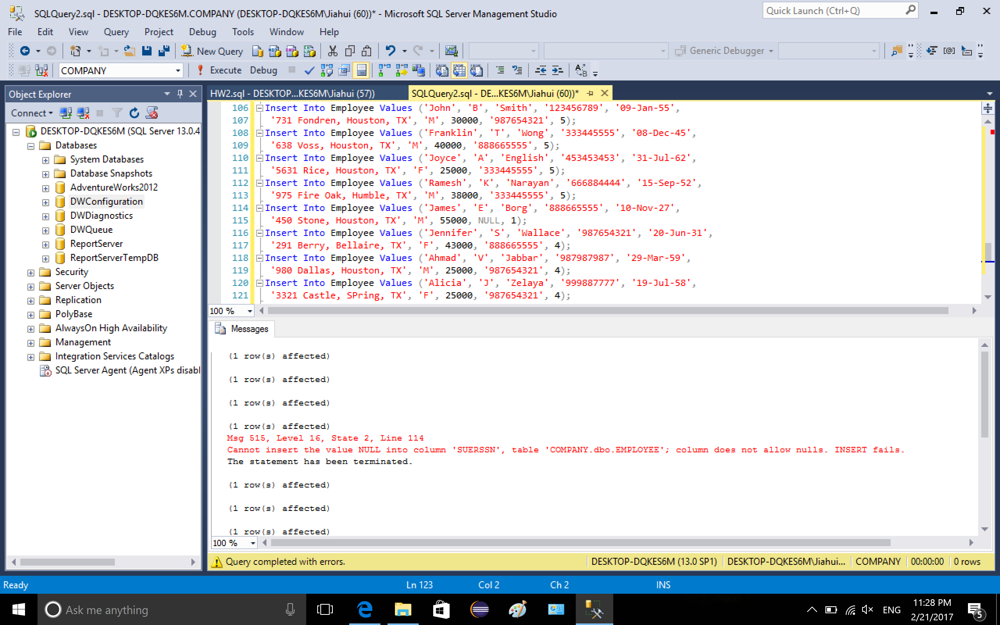 SQLQuery2.sql - DESKTOP-DQKES6M.COMPANY (DESKTOP-DQKES6M\Jiahui (60))* - Microsoft SQL Server Management Studio
Quick Launch (Ctrl+Q)
File Edit View Query Project Debug Tools Window Help
New Query
Generic Debugger
COMPANY
Execute Debug
Object Explorer
Connect
DESKTOP-DQKES6M (SQL Server 13.0.4
Databases
System Databases
Database Snapshots
AdventureWorks2012
DWConfiguration
DWDiagnostics
DWQueue
ReportServer
ReportServerTempDB
Security
Server Objects
Replication
PolyBase
AlwaysOn High Availability
Management
Integration Services Catalogs
SQL Server Agent (Agent XPs disabl
HW2.sql - DESKTOP...KES6M\Jiahui (57))
SQLQuery2.sql - DE...KES6M\Jiahui (60))*
106 Insert Into Employee Values ('John', 'B', 'Smith', '123456789', '09-Jan-55',
107 '731 Fondren, Houston, TX', 'M', 30000, '987654321', 5);
108 Insert Into Employee Values ('Franklin', 'T', 'Wong', '333445555', '08-Dec-45',
109 '638 Voss, Houston, TX', 'M', 40000, '888665555', 5);
110 Insert Into Employee Values ('Joyce', 'A', 'English', '453453453', '31-Jul-62',
111 '5631 Rice, Houston, TX', 'F', 25000, '333445555', 5);
112 Insert Into Employee Values ('Ramesh', 'K', 'Narayan', '666884444', '15-Sep-52',
113 '975 Fire Oak, Humble, TX', 'M', 38000, '333445555', 5);
114 Insert Into Employee Values ('James', 'E', 'Borg', '888665555', '10-Nov-27',
115 '450 Stone, Houston, TX', 'M', 55000, NULL, 1);
116 Insert Into Employee Values ('Jennifer', 'S', 'Wallace', '987654321', '20-Jun-31',
117 '291 Berry, Bellaire, TX', 'F', 43000, '888665555', 4);
118 Insert Into Employee Values ('Ahmad', 'V', 'Jabbar', '987987987', '29-Mar-59',
119 '980 Dallas, Houston, TX', 'M', 25000, '987654321', 4);
120 Insert Into Employee Values ('Alicia', 'J', 'Zelaya', '999887777', '19-Jul-58',
121 '3321 Castle, SPring, TX', 'F', 25000, '987654321', 4);
100 %
Messages
(1 row(s) affected)
(1 row(s) affected)
(1 row(s) affected)
(1 row(s) affected)
Msg 515, Level 16, State 2, Line 114
Cannot insert the value NULL into column 'SUERSSN', table 'COMPANY.dbo.EMPLOYEE'; column does not allow nulls. INSERT fails.
The statement has been terminated.
(1 row(s) affected)
(1 row(s) affected)
(1 row(s) affected)
100 %
Query completed with errors.
DESKTOP-DQKES6M (13.0 SP1) DESKTOP-DQKES6M\Jiahui... COMPANY 00:00:00 0 rows
Ready Ln 123 Col 2 Ch 2 INS
Ask me anything
ENG
11:28 PM
2/21/2017
5